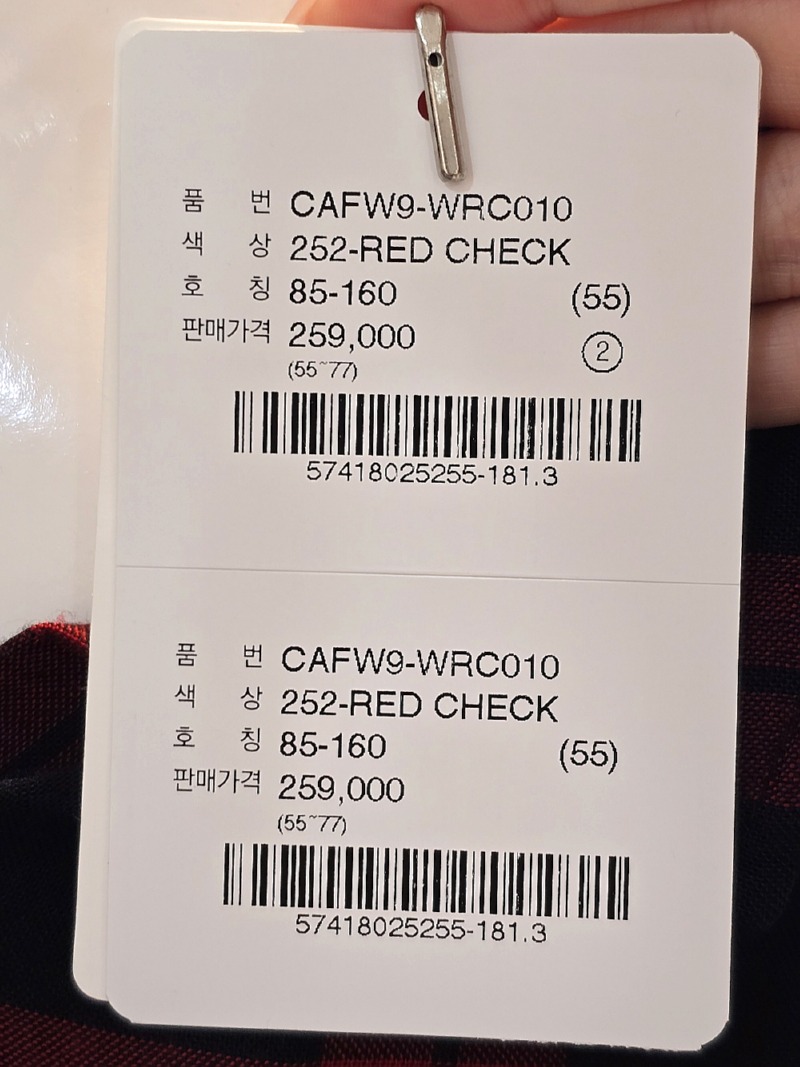 품 번 CAFW9-WRC010
색 상 252-RED CHECK
호 칭 85-160 (55)
판매가격 259,000
(55~77) 2
57418025255-181.3
품 번 CAFW9-WRC010
색 상 252-RED CHECK
호 칭 85-160 (55)
판매가격 259,000
(55~77)
57418025255-181.3